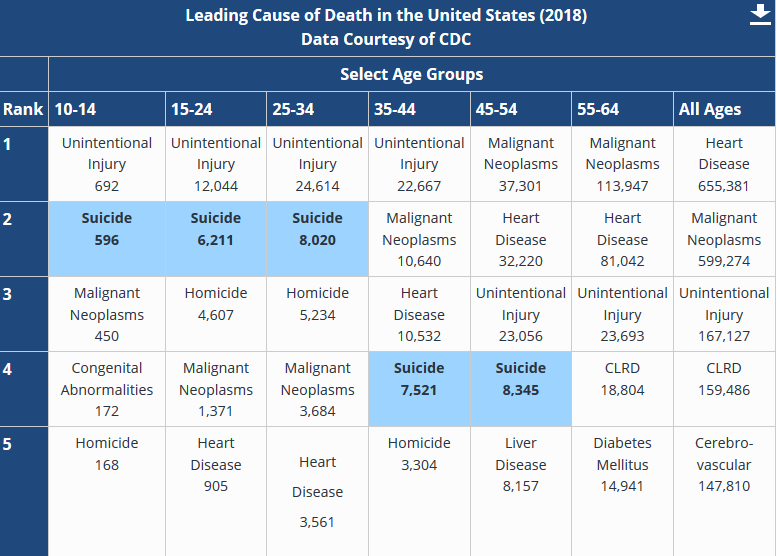 Leading Cause of Death in the United States (2018)
Data Courtesy of CDC
Select Age Groups
Rank 10-14 15-24 25-34 35-44 45-54 55-64 All Ages
1 Unintentional Injury 692 Unintentional Injury 12,044 Unintentional Injury 24,614 Unintentional Injury 22,667 Malignant Neoplasms 37,301 Malignant Neoplasms 113,947 Heart Disease 655,381
2 Suicide 596 Suicide 6,211 Suicide 8,020 Malignant Neoplasms 10,640 Heart Disease 32,220 Heart Disease 81,042 Malignant Neoplasms 599,274
3 Malignant Neoplasms 450 Homicide 4,607 Homicide 5,234 Heart Disease 10,532 Unintentional Injury 23,056 Unintentional Injury 23,693 Unintentional Injury 167,127
4 Congenital Abnormalities 172 Malignant Neoplasms 1,371 Malignant Neoplasms 3,684 Suicide 7,521 Suicide 8,345 CLRD 18,804 CLRD 159,486
5 Homicide 168 Heart Disease 905 Heart Disease 3,561 Homicide 3,304 Liver Disease 8,157 Diabetes Mellitus 14,941 Cerebro-vascular 147,810